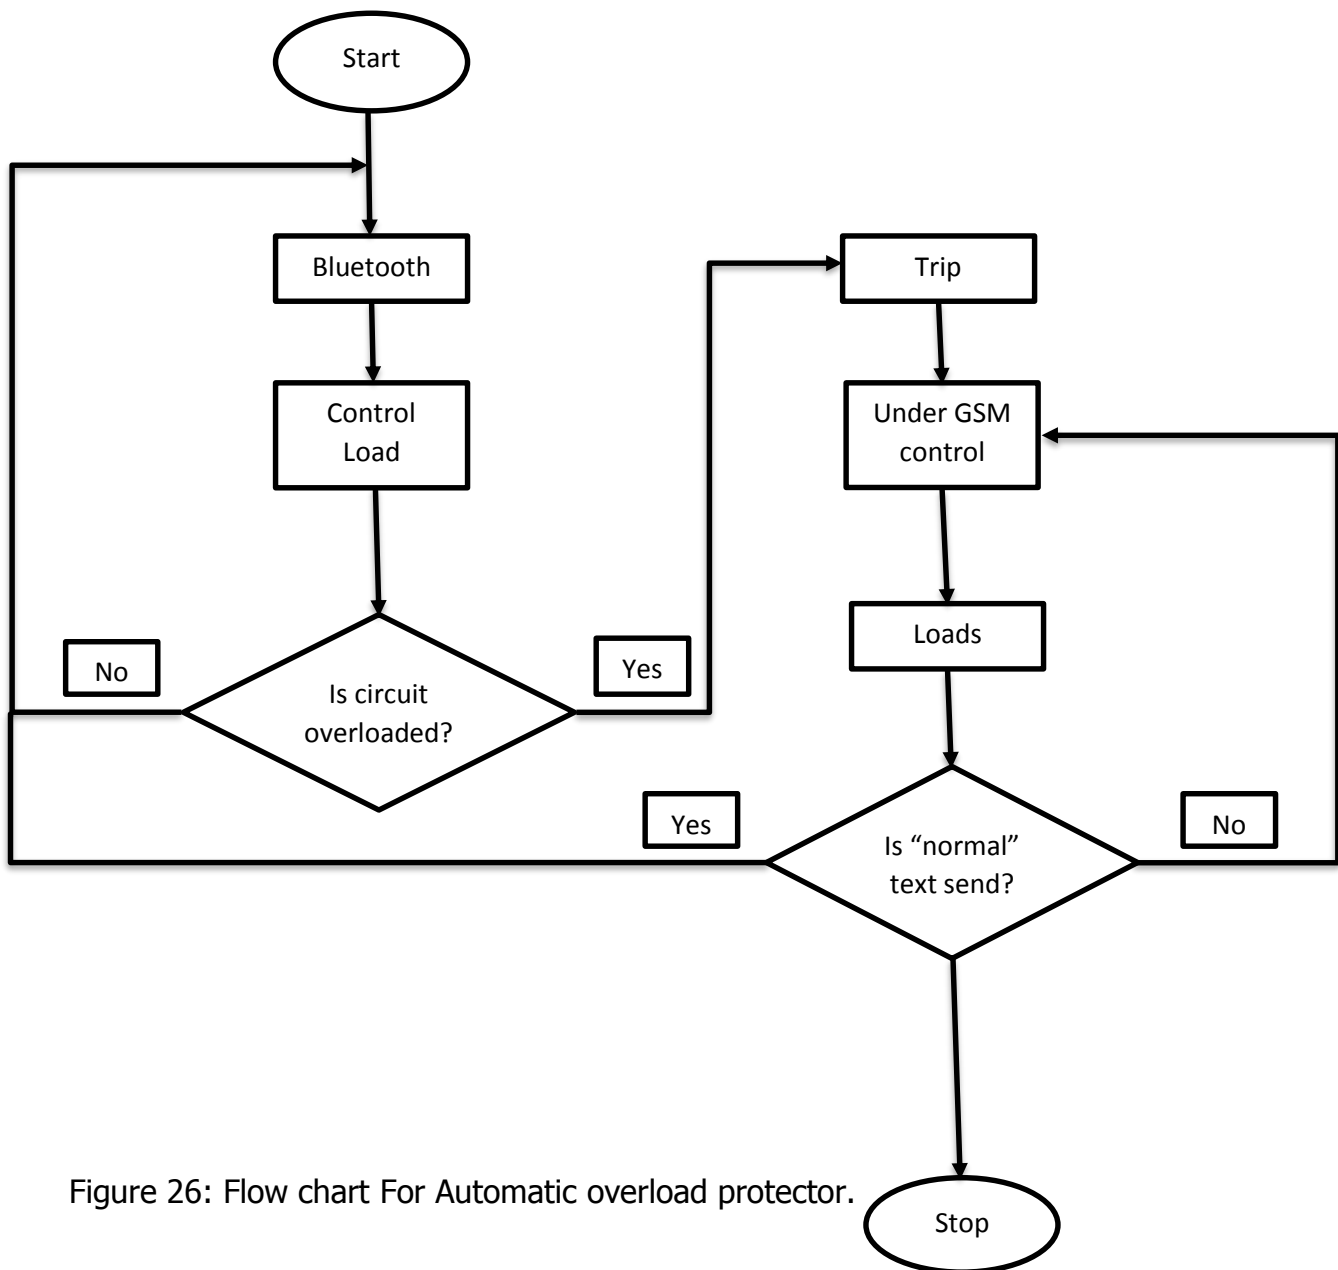 Start
Bluetooth
Control
Load
Is circuit
overloaded?
No
Yes
Trip
Under GSM
control
Loads
Is “normal”
text send?
Yes
No
Stop
Figure 26: Flow chart For Automatic overload protector.